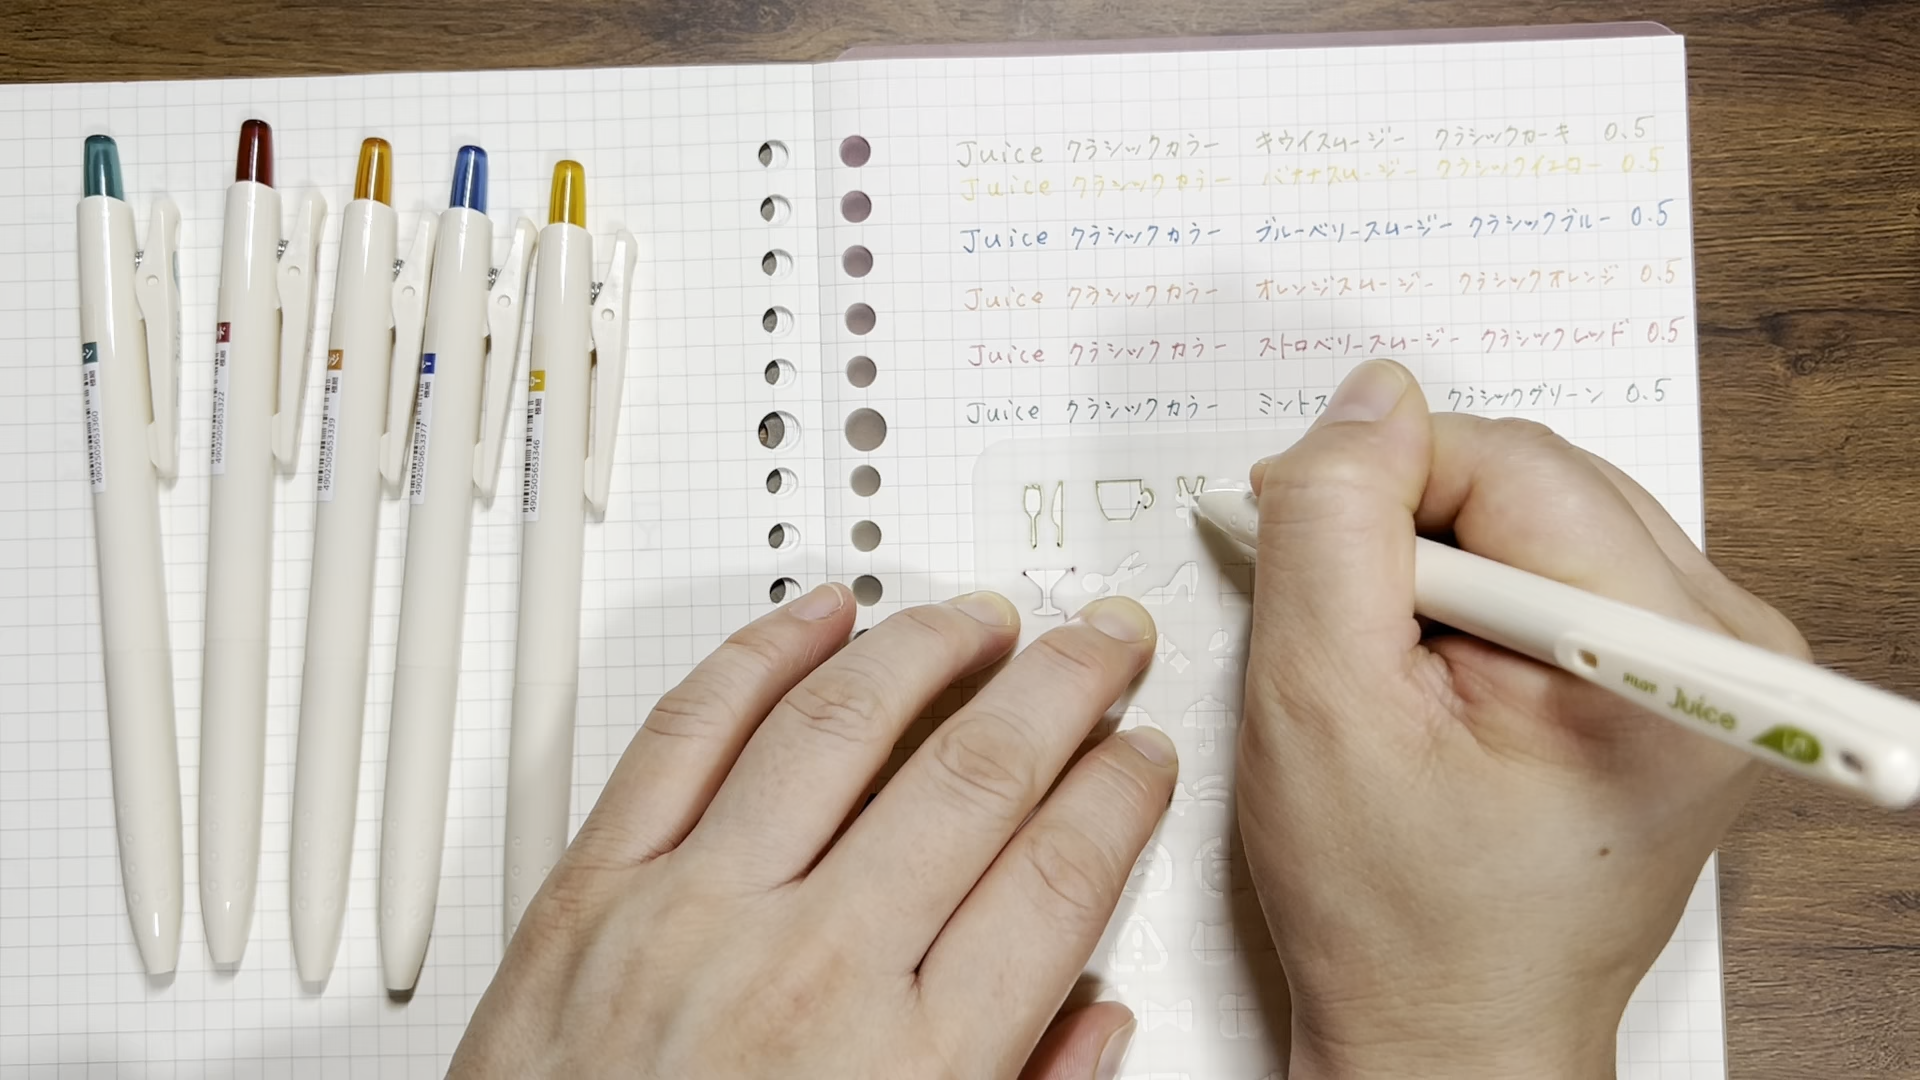 Juice クラシックカラー キウイスムージー クラシックカーキ 0.5
Juice クラシックカラー バナナスムージー クラシックイエロー 0.5
Juice クラシックカラー ブルーベリースムージー クラシックブルー 0.5
Juice クラシックカラー オレンジスムージー クラシックオレンジ 0.5
Juice クラシックカラー ストロベリースムージー クラシックレッド 0.5
Juice クラシックカラー ミントス クラシックグリーン 0.5
PILOT Juice 5
4902505653322
4902505653339
4902505653377
4902505653346